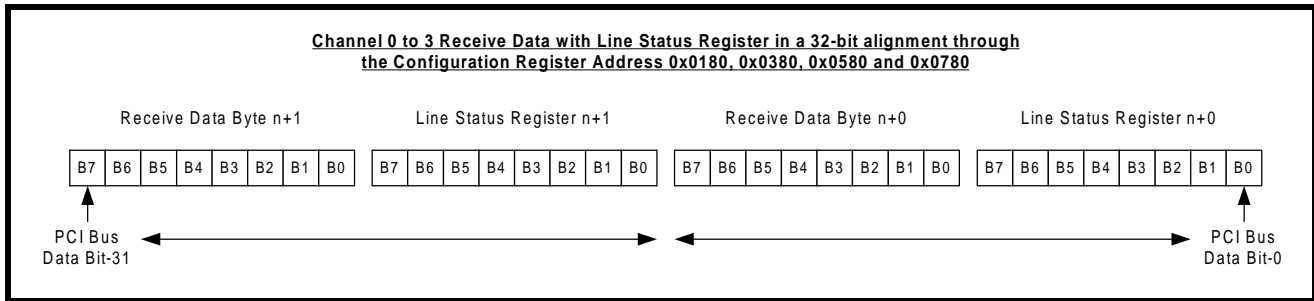 Channel 0 to 3 Receive Data with Line Status Register in a 32-bit alignment through
the Configuration Register Address 0x0180, 0x0380, 0x0580 and 0x0780
Receive Data Byte n+1 Line Status Register n+1 Receive Data Byte n+0 Line Status Register n+0
B7 B6 B5 B4 B3 B2 B1 B0 B7 B6 B5 B4 B3 B2 B1 B0 B7 B6 B5 B4 B3 B2 B1 B0 B7 B6 B5 B4 B3 B2 B1 B0
PCI Bus PCI Bus
Data Bit-31 Data Bit-0